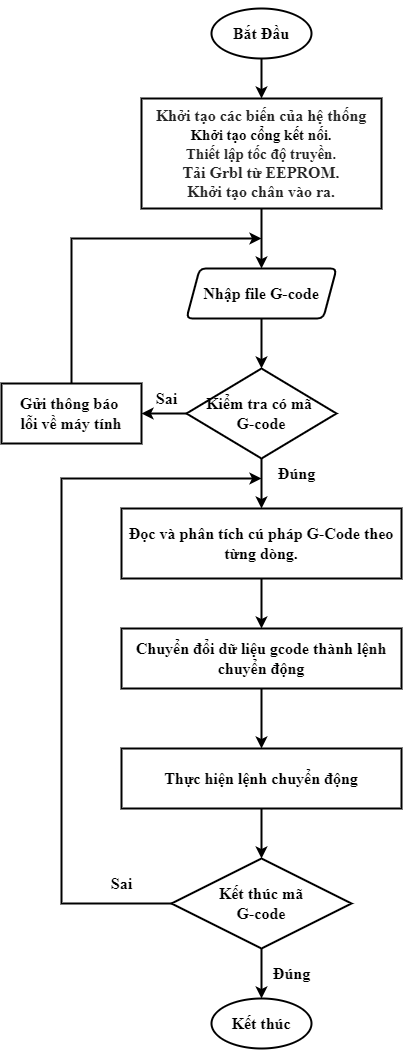 Bắt Đầu
Khởi tạo các biến của hệ thống
Khởi tạo cổng kết nối.
Thiết lập tốc độ truyền.
Tải Grbl từ EEPROM.
Khởi tạo chân vào ra.
Nhập file G-code
Kiểm tra có mã
G-code
Sai
Gửi thông báo
lỗi về máy tính
Đúng
Đọc và phân tích cú pháp G-Code theo
từng dòng.
Chuyển đổi dữ liệu gcode thành lệnh
chuyển động
Thực hiện lệnh chuyển động
Kết thúc mã
G-code
Sai
Đúng
Kết thúc